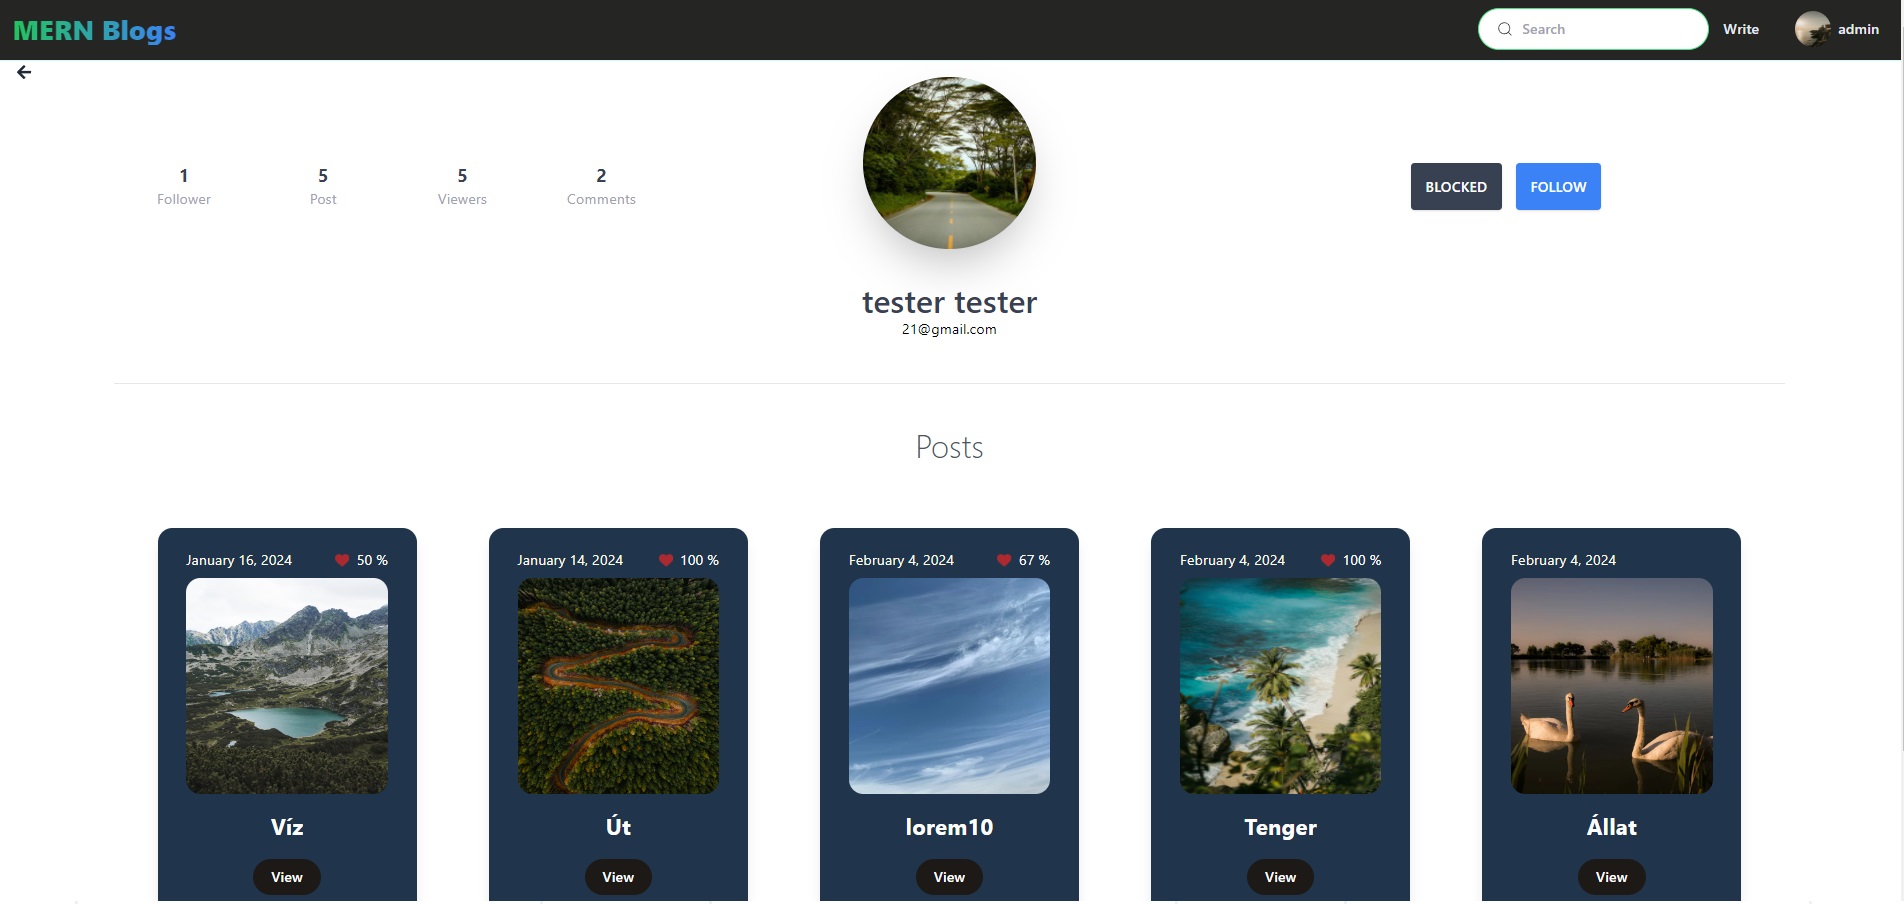 MERN Blogs
Search
Write
admin
1
Follower
5
Post
5
Viewers
2
Comments
BLOCKED
FOLLOW
tester tester
21@gmail.com
Posts
January 16, 2024 50 %
Víz
View
January 14, 2024 100 %
Út
View
February 4, 2024 67 %
lorem10
View
February 4, 2024 100 %
Tenger
View
February 4, 2024
Állat
View